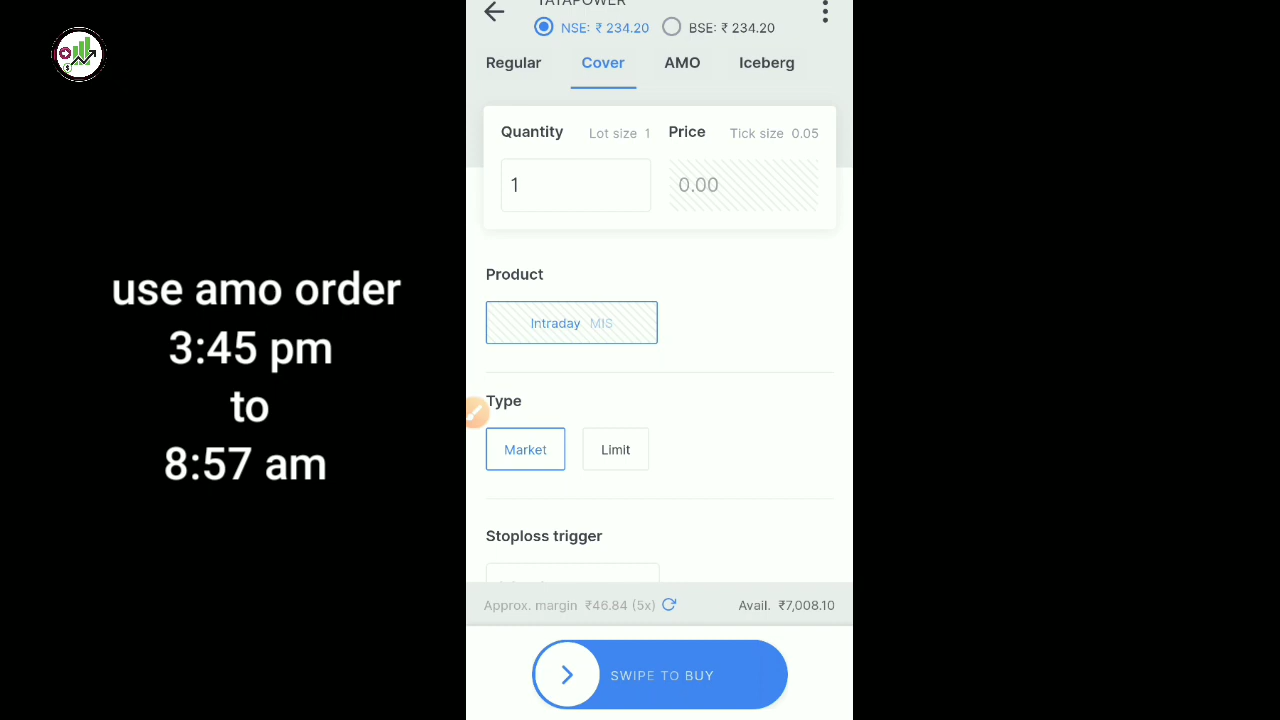 TATAPOWER
NSE: ₹ 234.20 BSE: ₹ 234.20
Regular Cover AMO Iceberg
Quantity Lot size 1 Price Tick size 0.05
1 0.00
Product
Intraday MIS
Type
Market Limit
Stoploss trigger
Approx. margin ₹46.84 (5x) Avail. ₹7,008.10
SWIPE TO BUY
use amo order
3:45 pm
to
8:57 am